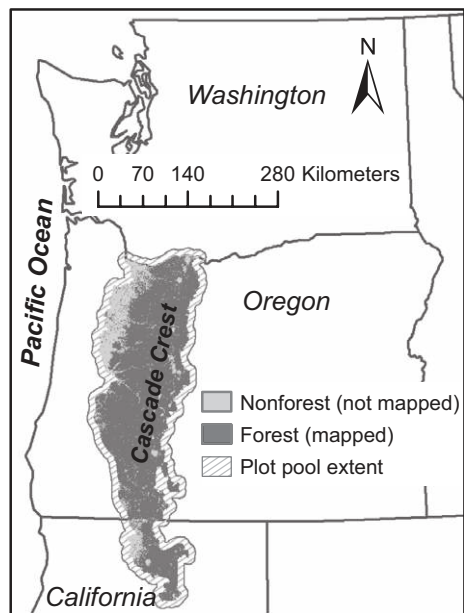 Washington
N
0 70 140 280 Kilometers
Pacific Ocean
Cascade Crest
Oregon
Nonforest (not mapped)
Forest (mapped)
Plot pool extent
California